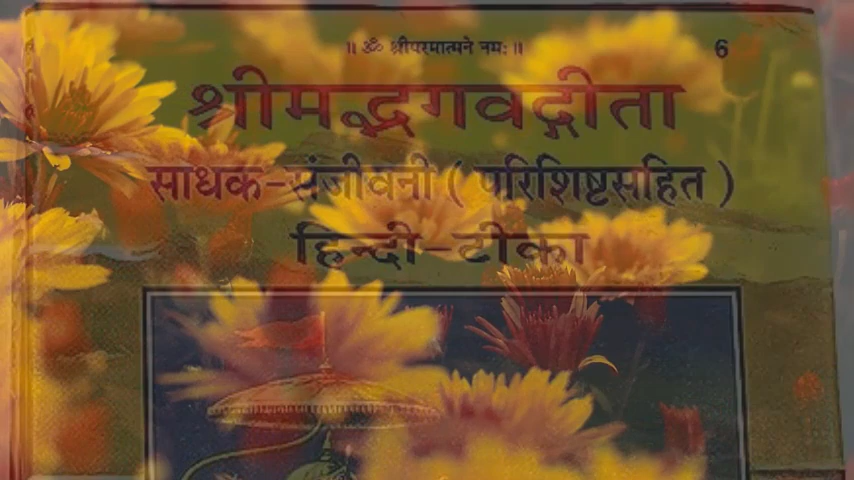 ॥ ॐ श्रीपरमात्मने नमः ॥
6
श्रीमद्भगवद्गीता
साधक-संजीवनी ( परिशिष्टसहित )
हिन्दी-टीका